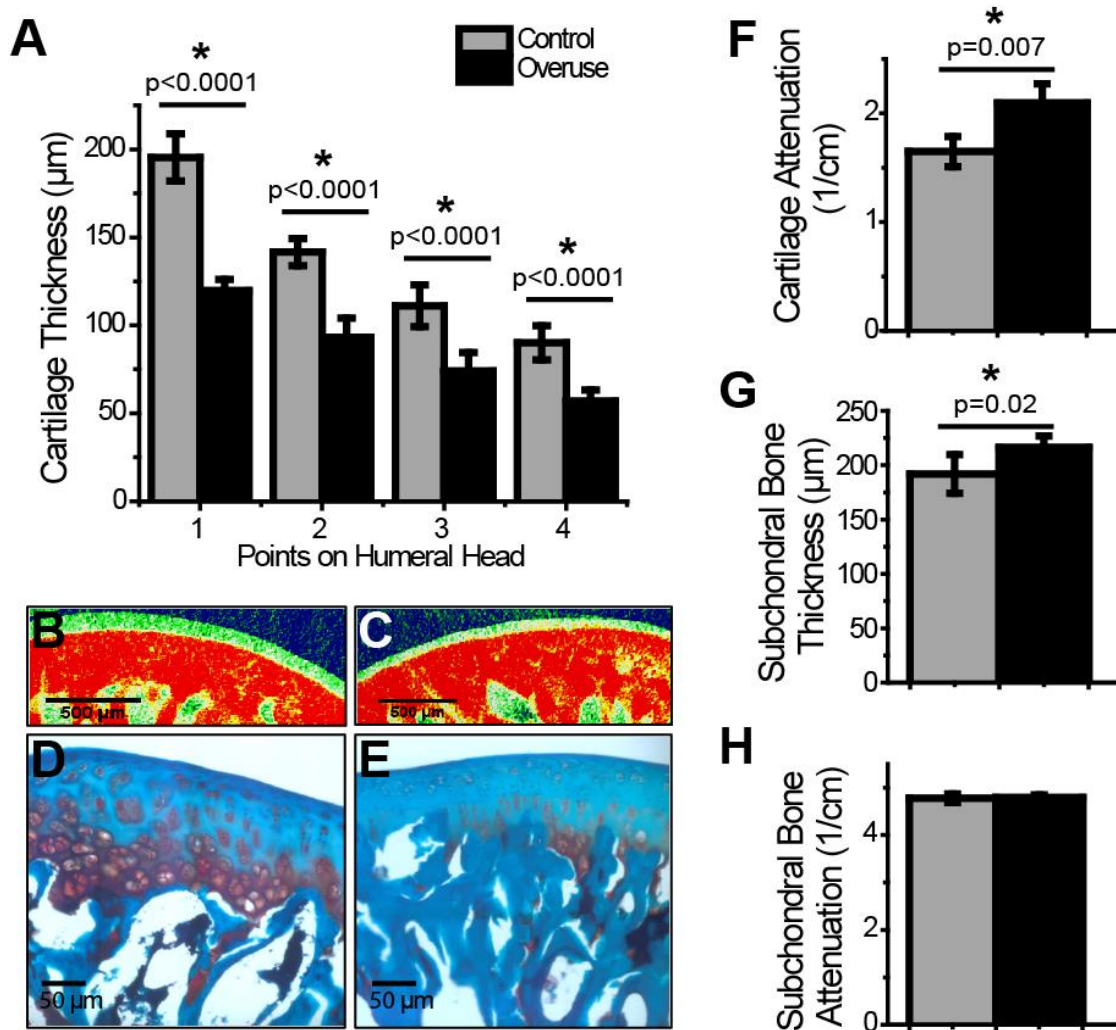 A
Control
Overuse
*
p<0.0001
*
p<0.0001
*
p<0.0001
*
p<0.0001
Cartilage Thickness (µm)
200
150
100
50
0
1 2 3 4
Points on Humeral Head
B
500 µm
C
500 µm
D
50 µm
E
50 µm
F
*
p=0.007
Cartilage Attenuation
(1/cm)
2
1
0
G
*
p=0.02
Subchondral Bone
Thickness (µm)
250
200
150
100
50
0
H
Subchondral Bone
Attenuation (1/cm)
4
2
0